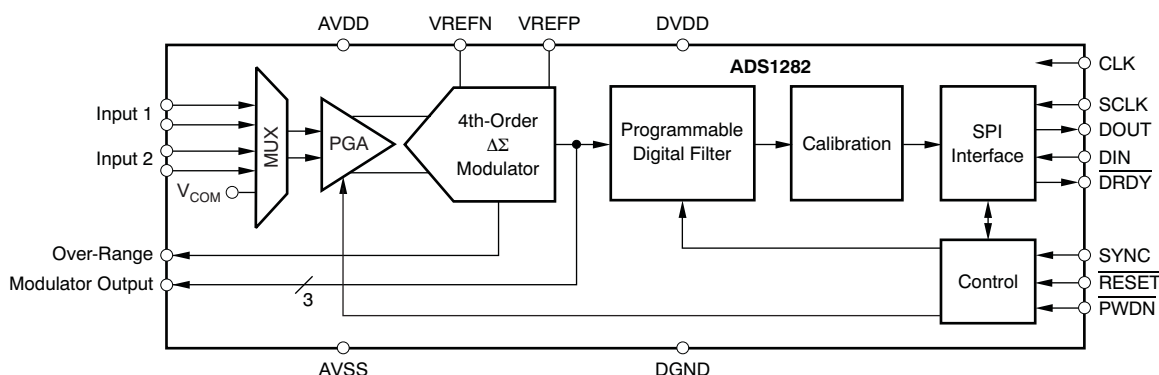 AVDD
VREFN
VREFP
DVDD
ADS1282
CLK
Input 1
Input 2
V_COM
MUX
PGA
4th-Order
ΔΣ
Modulator
Programmable
Digital Filter
Calibration
SPI
Interface
SCLK
DOUT
DIN
DRDY
Over-Range
Modulator Output
3
Control
SYNC
RESET
PWDN
AVSS
DGND